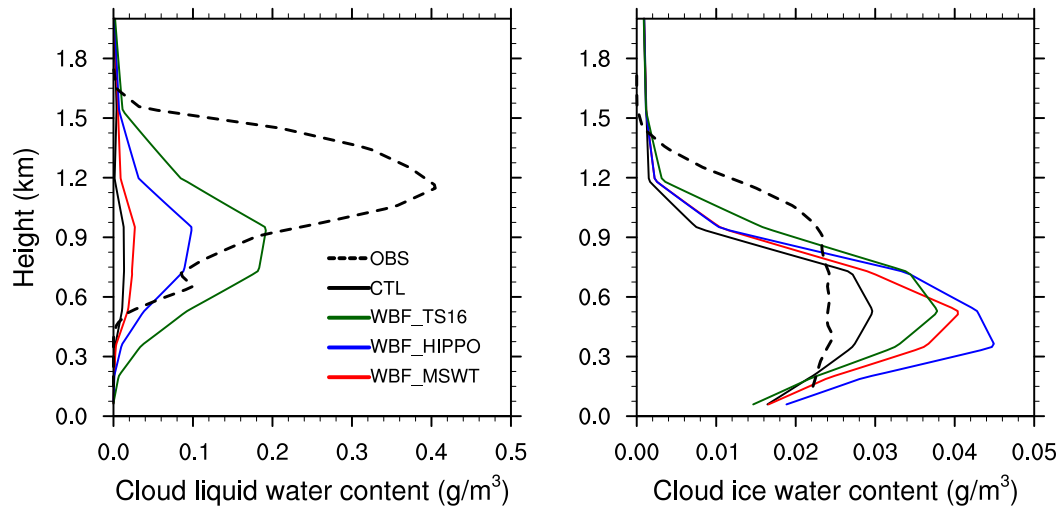 Height (km)
1.8
1.5
1.2
0.9
0.6
0.3
0.0
0.0 0.1 0.2 0.3 0.4 0.5
Cloud liquid water content (g/m³)
OBS
CTL
WBF_TS16
WBF_HIPPO
WBF_MSWT
1.8
1.5
1.2
0.9
0.6
0.3
0.0
0.00 0.01 0.02 0.03 0.04 0.05
Cloud ice water content (g/m³)